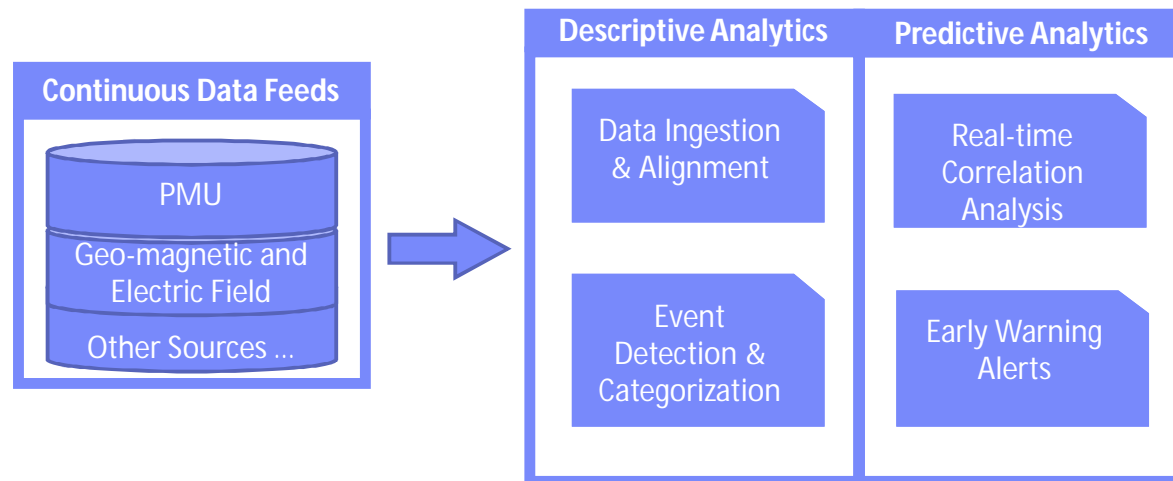 Continuous Data Feeds
PMU
Geo-magnetic and
Electric Field
Other Sources ...
Descriptive Analytics
Data Ingestion
& Alignment
Event
Detection &
Categorization
Predictive Analytics
Real-time
Correlation
Analysis
Early Warning
Alerts